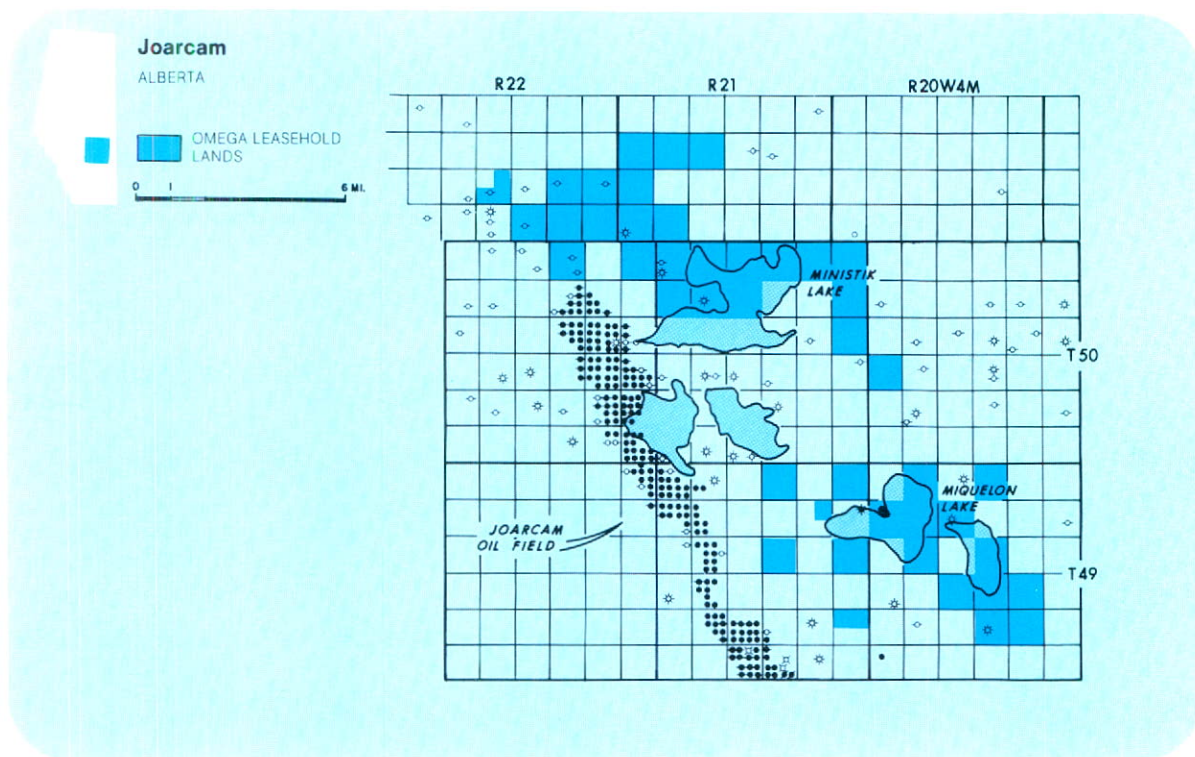 Joarcam
ALBERTA
OMEGA LEASEHOLD
LANDS
0 1 6 MI.
R22 R21 R20W4M
MINISTIK
LAKE
T50
MIQUELON
LAKE
JOARCAM
OIL FIELD
T49